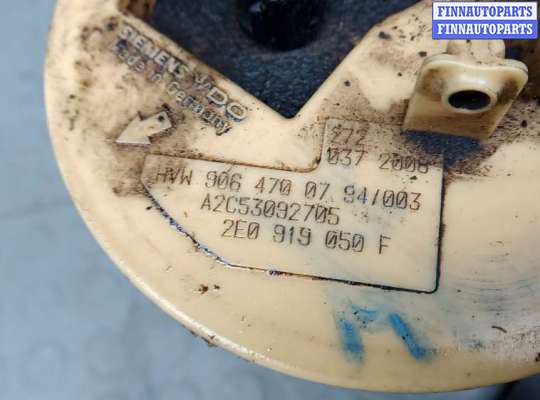 FINNAUTOPARTS
FINNAUTOPARTS
SIEMENS VDO
Made in Germany
272
037 2008
HVW 906 470 07 94/003
A2C53092705
2E0 919 050 F
M